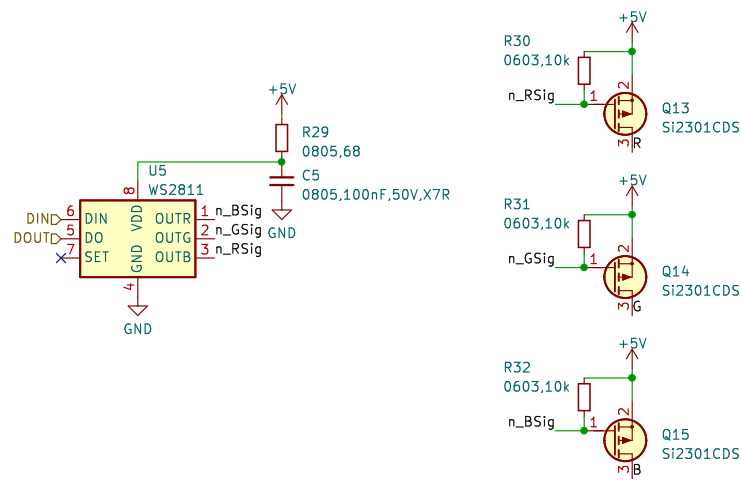 +5V
R29
0805,68
C5
0805,100nF,50V,X7R
GND
U5
WS2811
8
VDD
DIN 6 DIN
DOUT 5 DO
7 SET
OUTR 1 n_BSig
OUTG 2 n_GSig
OUTB 3 n_RSig
GND
4
GND
+5V
R30
0603,10k
n_RSig
1
2
3
Q13
Si2301CDS
R
+5V
R31
0603,10k
n_GSig
1
2
3
Q14
Si2301CDS
G
+5V
R32
0603,10k
n_BSig
1
2
3
Q15
Si2301CDS
B